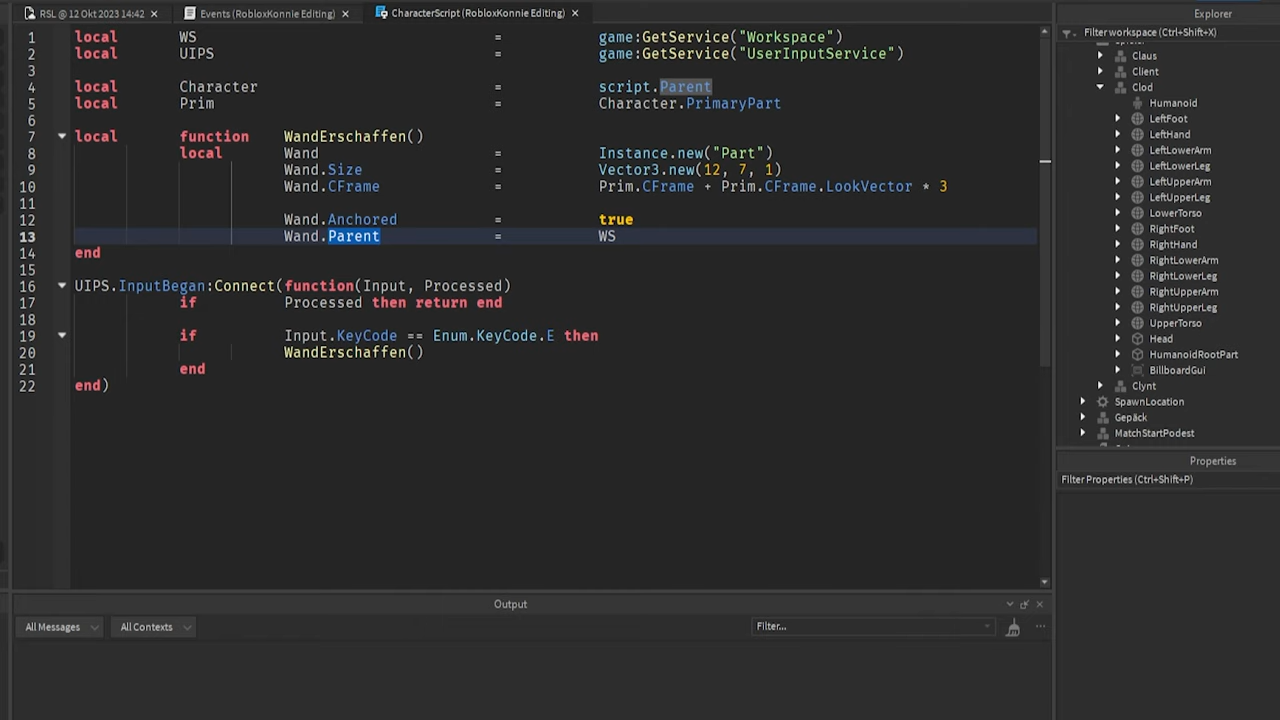 RSL @ 12 Okt 2023 14:42
Events (RobloxKonnie Editing)
CharacterScript (RobloxKonnie Editing)
1 local WS = game:GetService("Workspace")
2 local UIPS = game:GetService("UserInputService")
3
4 local Character = script.Parent
5 local Prim = Character.PrimaryPart
6
7 local function WandErschaffen()
8 local Wand = Instance.new("Part")
9 Wand.Size = Vector3.new(12, 7, 1)
10 Wand.CFrame = Prim.CFrame + Prim.CFrame.LookVector * 3
11
12 Wand.Anchored = true
13 Wand.Parent = WS
14 end
15
16 UIPS.InputBegan:Connect(function(Input, Processed)
17 if Processed then return end
18
19 if Input.KeyCode == Enum.KeyCode.E then
20 WandErschaffen()
21 end
22 end)
Explorer
Filter workspace (Ctrl+Shift+X)
Claus
Client
Clod
Humanoid
LeftFoot
LeftHand
LeftLowerArm
LeftLowerLeg
LeftUpperArm
LeftUpperLeg
LowerTorso
RightFoot
RightHand
RightLowerArm
RightLowerLeg
RightUpperArm
RightUpperLeg
UpperTorso
Head
HumanoidRootPart
BillboardGui
Clynt
SpawnLocation
Gepäck
MatchStartPodest
Properties
Filter Properties (Ctrl+Shift+P)
Output
All Messages
All Contexts
Filter...